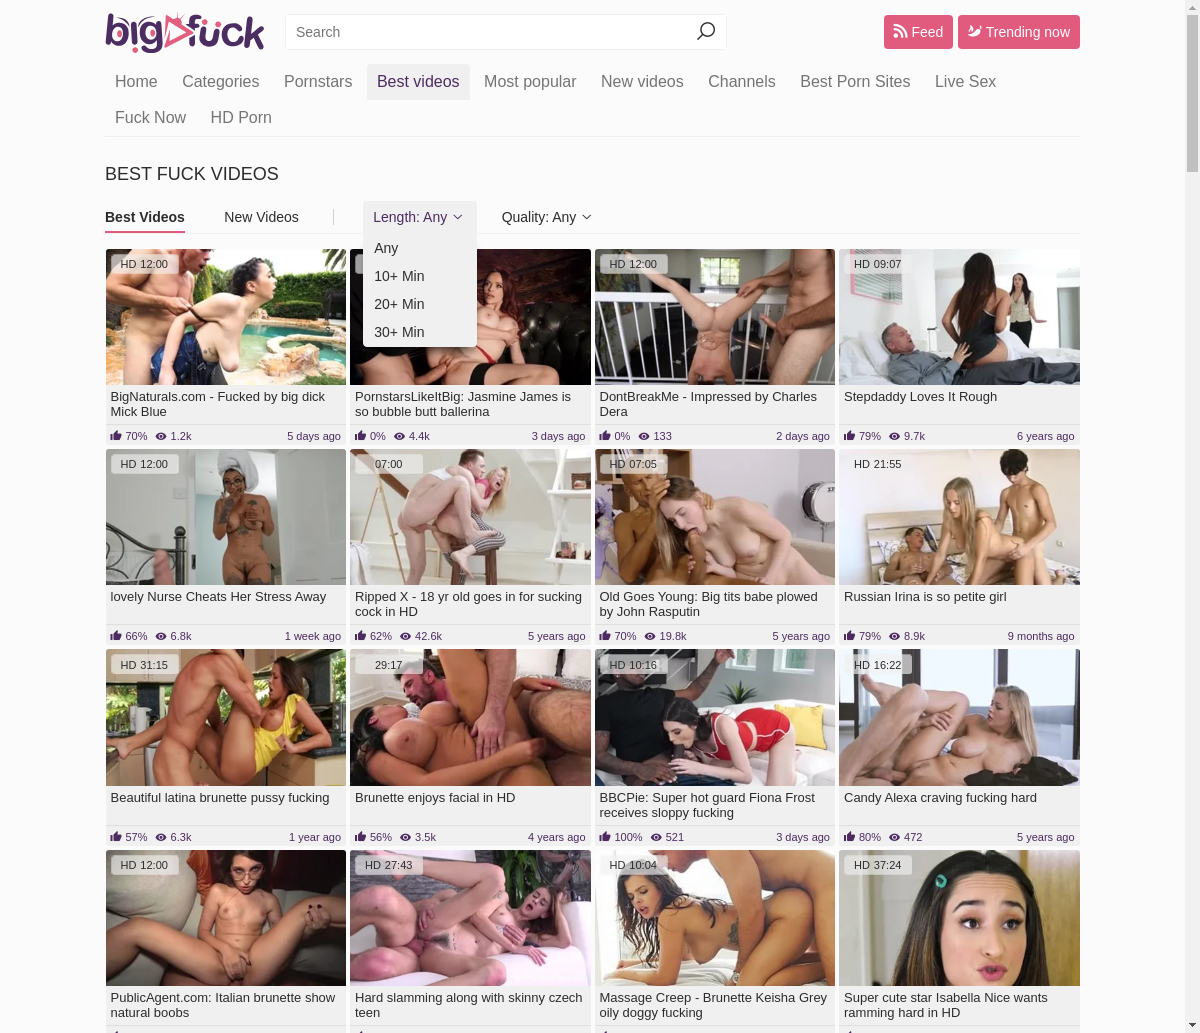 bigfuck
Search
Feed
Trending now
Home Categories Pornstars Best videos Most popular New videos Channels Best Porn Sites Live Sex
Fuck Now HD Porn
BEST FUCK VIDEOS
Best Videos New Videos Length: Any Quality: Any
Any
10+ Min
20+ Min
30+ Min
HD 12:00
BigNaturals.com - Fucked by big dick
Mick Blue
70% 1.2k 5 days ago
PornstarsLikeItBig: Jasmine James is
so bubble butt ballerina
0% 4.4k 3 days ago
HD 12:00
DontBreakMe - Impressed by Charles
Dera
0% 133 2 days ago
HD 09:07
Stepdaddy Loves It Rough
79% 9.7k 6 years ago
HD 12:00
lovely Nurse Cheats Her Stress Away
66% 6.8k 1 week ago
07:00
Ripped X - 18 yr old goes in for sucking
cock in HD
62% 42.6k 5 years ago
HD 07:05
Old Goes Young: Big tits babe plowed
by John Rasputin
70% 19.8k 5 years ago
HD 21:55
Russian Irina is so petite girl
79% 8.9k 9 months ago
HD 31:15
Beautiful latina brunette pussy fucking
57% 6.3k 1 year ago
29:17
Brunette enjoys facial in HD
56% 3.5k 4 years ago
HD 10:16
BBCPie: Super hot guard Fiona Frost
receives sloppy fucking
100% 521 3 days ago
HD 16:22
Candy Alexa craving fucking hard
80% 472 5 years ago
HD 12:00
PublicAgent.com: Italian brunette show
natural boobs
HD 27:43
Hard slamming along with skinny czech
teen
HD 10:04
Massage Creep - Brunette Keisha Grey
oily doggy fucking
HD 37:24
Super cute star Isabella Nice wants
ramming hard in HD